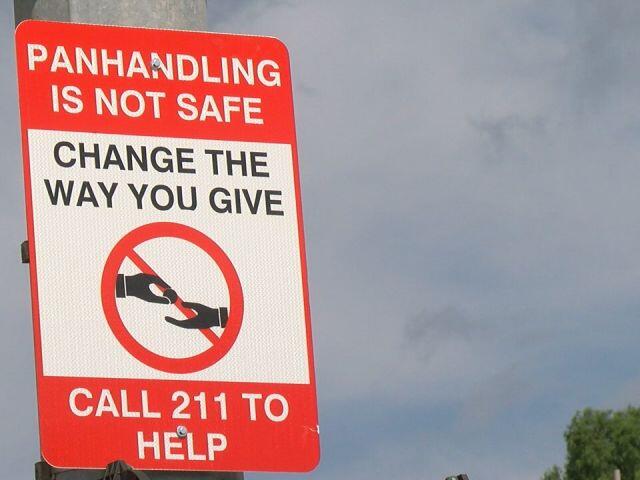 PANHANDLING
IS NOT SAFE
CHANGE THE
WAY YOU GIVE
CALL 211 TO
HELP